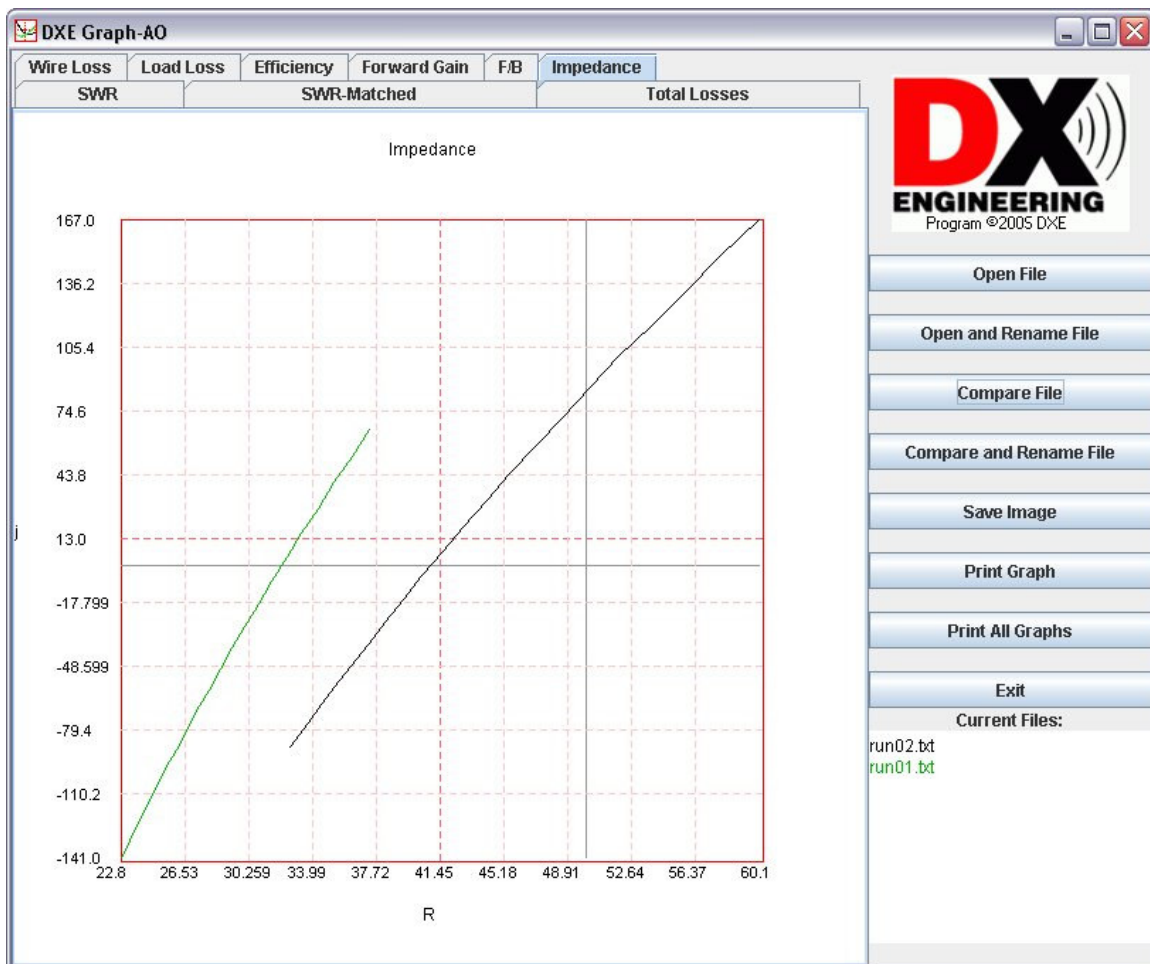 DXE Graph-AO
Wire Loss Load Loss Efficiency Forward Gain F/B Impedance
SWR SWR-Matched Total Losses
Impedance
167.0
136.2
105.4
74.6
43.8
13.0
-17.799
-48.599
-79.4
-110.2
-141.0
j
22.8 26.53 30.259 33.99 37.72 41.45 45.18 48.91 52.64 56.37 60.1
R
DX
ENGINEERING
Program ©2005 DXE
Open File
Open and Rename File
Compare File
Compare and Rename File
Save Image
Print Graph
Print All Graphs
Exit
Current Files:
run02.txt
run01.txt